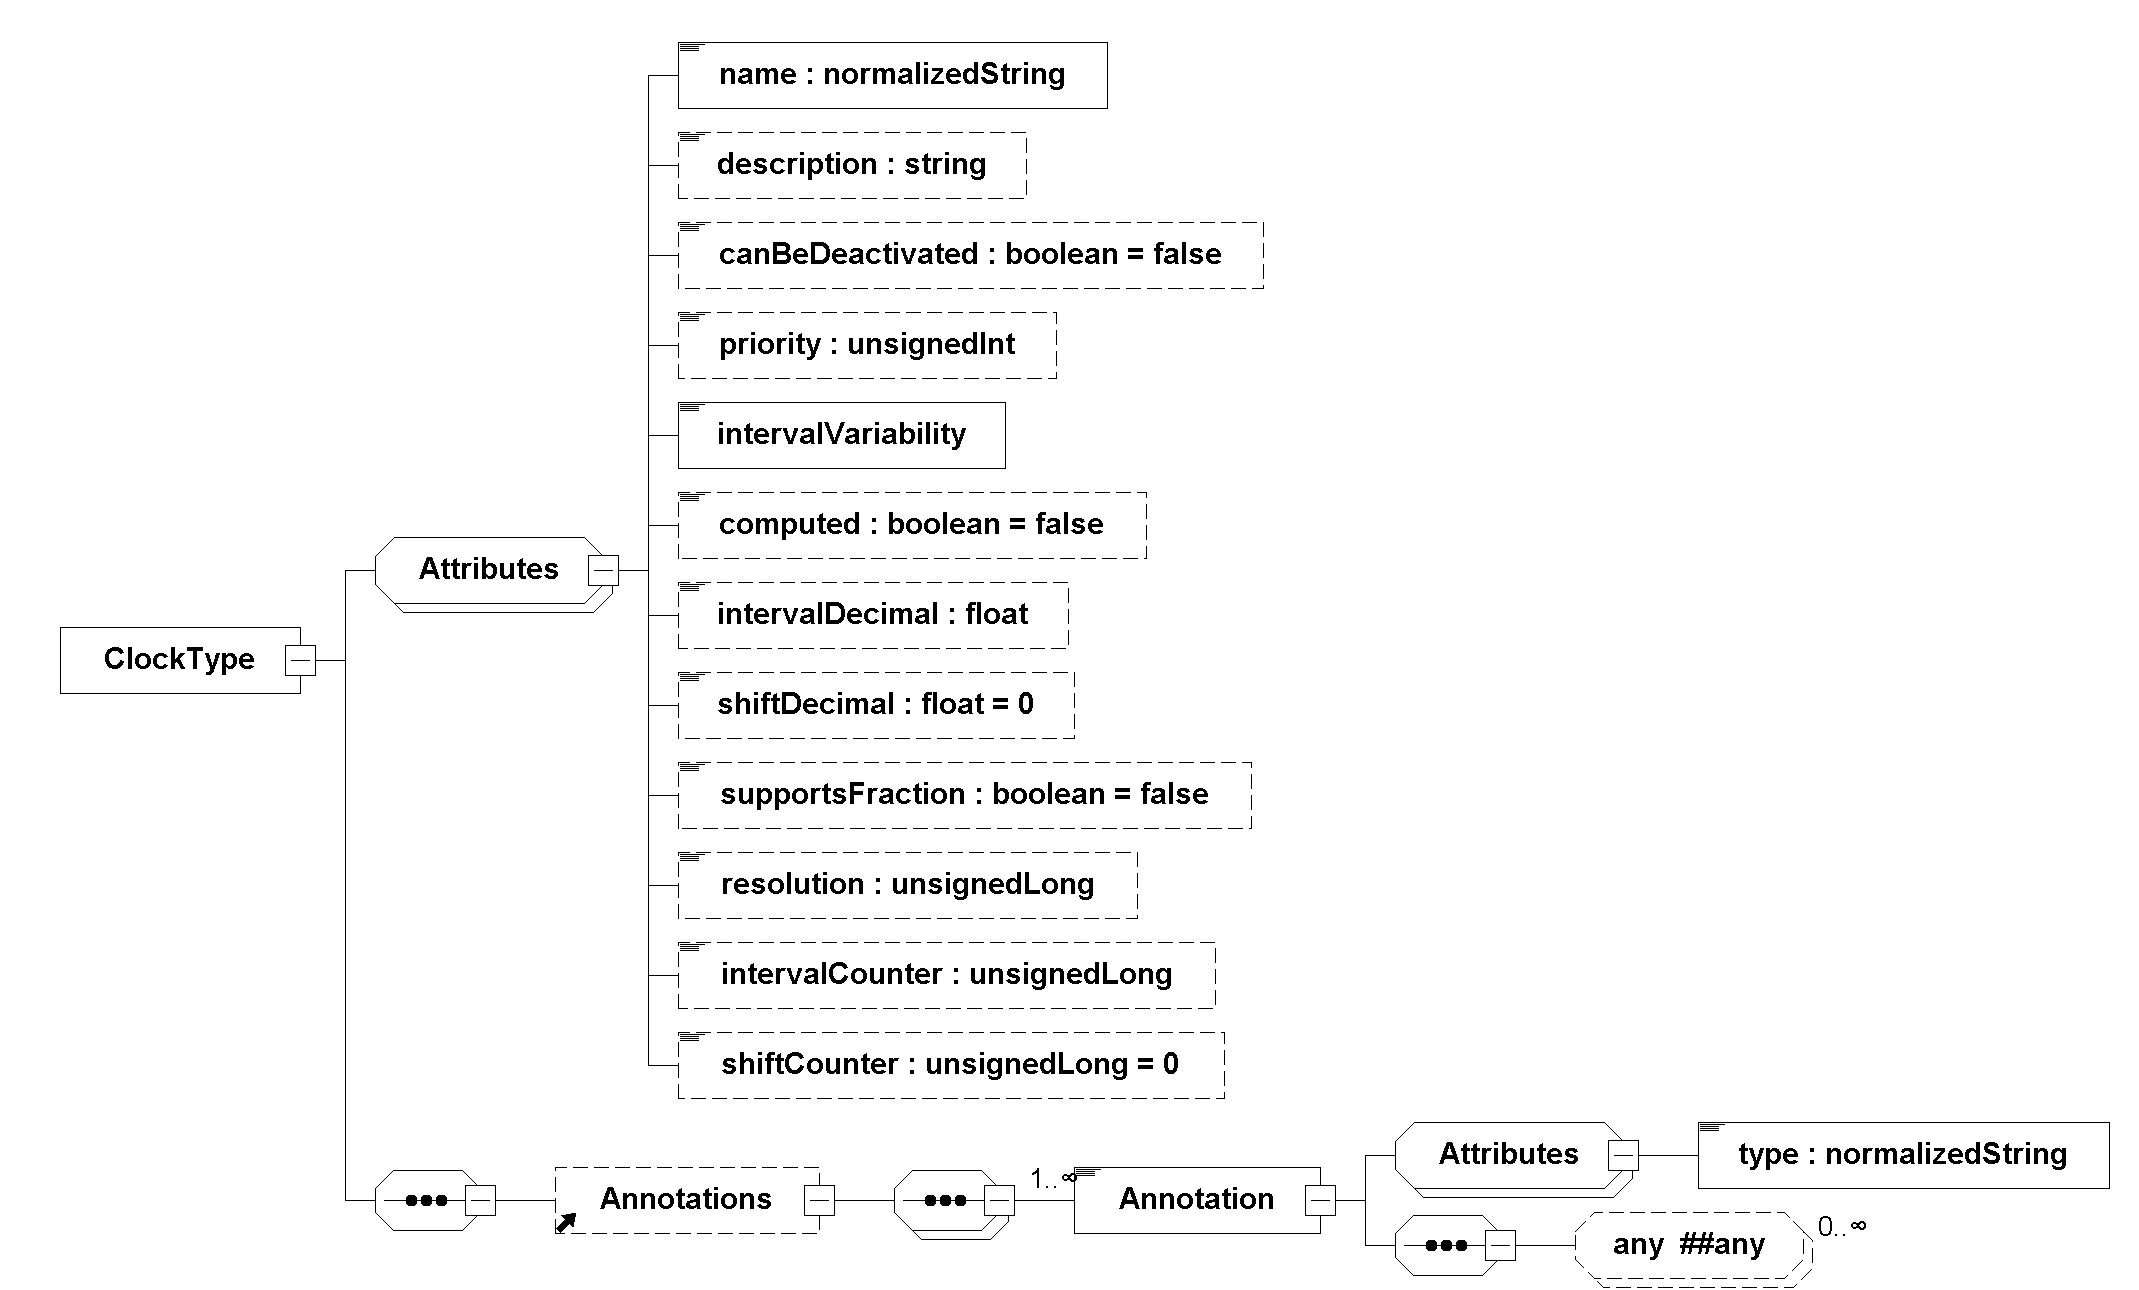 name : normalizedString
description : string
canBeDeactivated : boolean = false
priority : unsignedInt
intervalVariability
computed : boolean = false
Attributes
intervalDecimal : float
ClockType
shiftDecimal : float = 0
supportsFraction : boolean = false
resolution : unsignedLong
intervalCounter : unsignedLong
shiftCounter : unsignedLong = 0
Attributes
type : normalizedString
Annotations
1..∞
Annotation
any ##any
0..∞